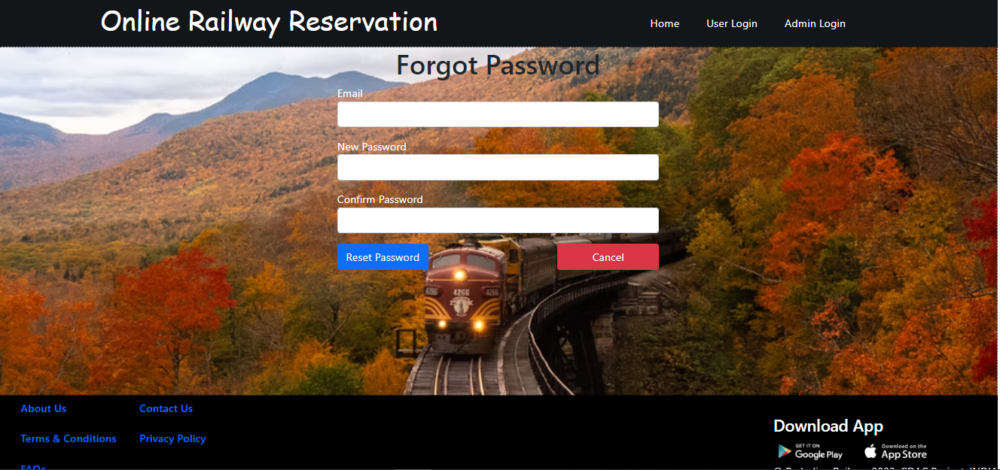 Online Railway Reservation
Home User Login Admin Login
Forgot Password
Email
New Password
Confirm Password
Reset Password Cancel
4266 4266 4266
About Us Contact Us
Terms & Conditions Privacy Policy
FAQs
Download App
GET IT ON
Google Play
Download on the
App Store